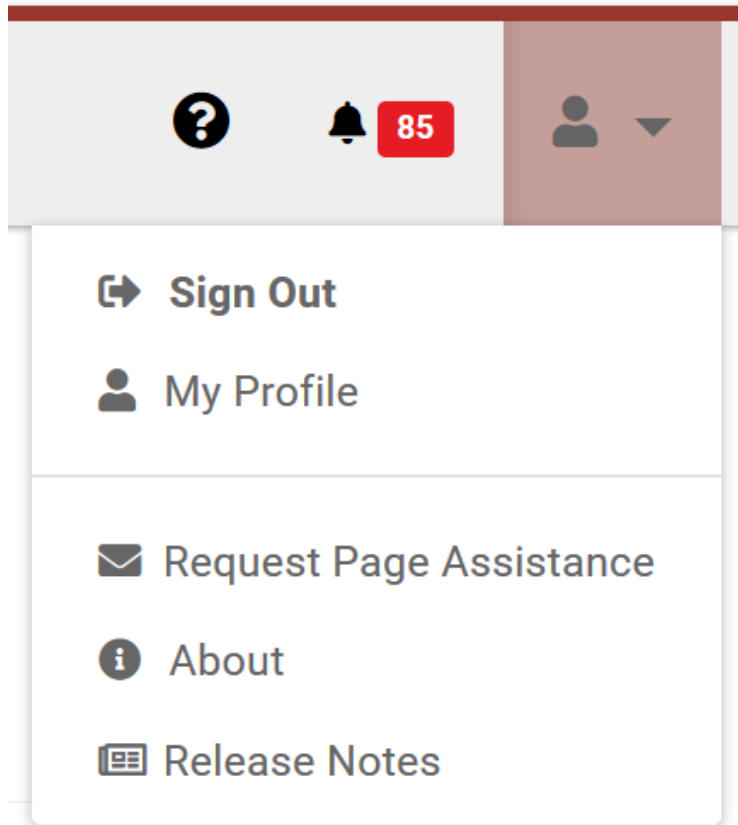 85
Sign Out
My Profile
Request Page Assistance
About
Release Notes